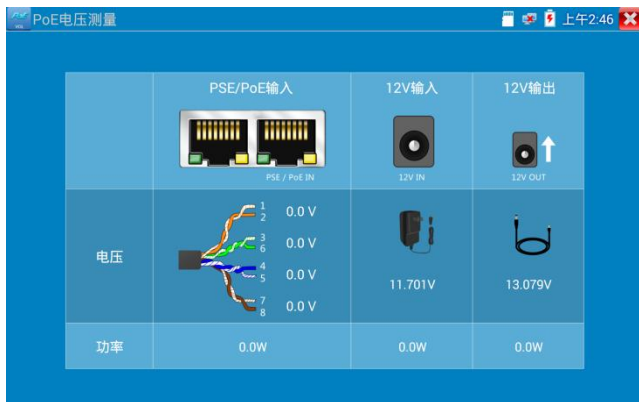 PoE电压测量
上午2:46
PSE/PoE输入
12V输入
12V输出
PSE / PoE IN
12V IN
12V OUT
电压
1
2
0.0 V
3
6
0.0 V
4
5
0.0 V
7
8
0.0 V
11.701V
13.079V
功率
0.0W
0.0W
0.0W